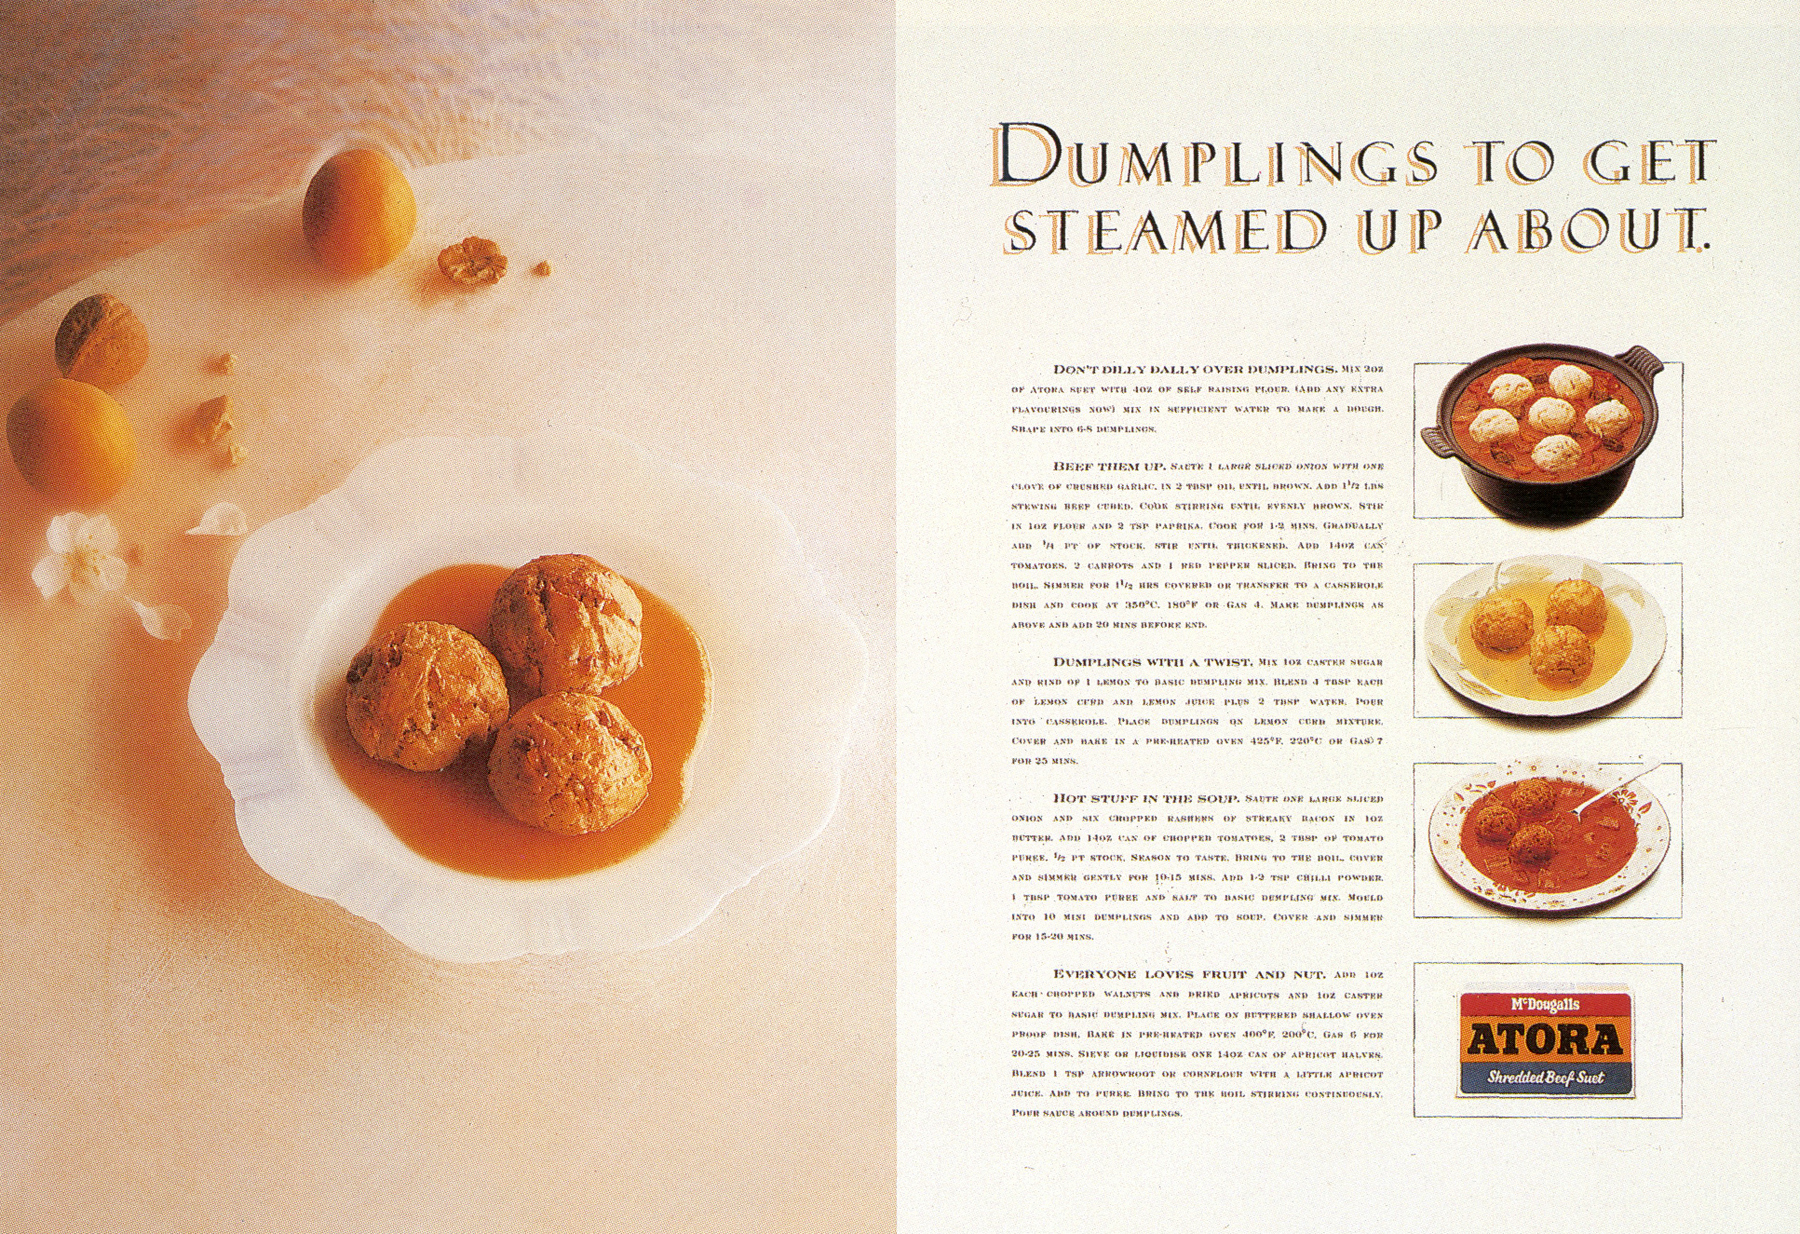 DUMPLINGS TO GET
STEAMED UP ABOUT.
DON'T DILLY DALLY OVER DUMPLINGS. MIX 2OZ
OF ATORA SUET WITH 4OZ OF SELF RAISING FLOUR. (ADD ANY EXTRA
FLAVOURINGS NOW) MIX IN SUFFICIENT WATER TO MAKE A DOUGH.
SHAPE INTO 6-8 DUMPLINGS.
BEEF THEM UP. SAUTE 1 LARGE SLICED ONION WITH ONE
CLOVE OF CRUSHED GARLIC, IN 2 TBSP OIL UNTIL BROWN. ADD 1 1/2 LBS
STEWING BEEF CUBED. COOK STIRRING UNTIL EVENLY BROWN. STIR
IN 1OZ FLOUR AND 2 TSP PAPRIKA. COOK FOR 1-2 MINS. GRADUALLY
ADD 3/4 PT OF STOCK, STIR UNTIL THICKENED. ADD 14OZ CAN
TOMATOES, 2 CARROTS AND 1 RED PEPPER SLICED. BRING TO THE
BOIL. SIMMER FOR 1 1/2 HRS COVERED OR TRANSFER TO A CASSEROLE
DISH AND COOK AT 350°C, 180°F OR GAS 4. MAKE DUMPLINGS AS
ABOVE AND ADD 20 MINS BEFORE END.
DUMPLINGS WITH A TWIST. MIX 1OZ CASTER SUGAR
AND RIND OF 1 LEMON TO BASIC DUMPLING MIX. BLEND 4 TBSP EACH
OF LEMON CURD AND LEMON JUICE PLUS 2 TBSP WATER. POUR
INTO CASSEROLE. PLACE DUMPLINGS ON LEMON CURD MIXTURE.
COVER AND BAKE IN A PRE-HEATED OVEN 425°F, 220°C OR GAS 7
FOR 25 MINS.
HOT STUFF IN THE SOUP. SAUTE ONE LARGE SLICED
ONION AND SIX CHOPPED RASHERS OF STREAKY BACON IN 1OZ
BUTTER. ADD 14OZ CAN OF CHOPPED TOMATOES, 2 TBSP OF TOMATO
PUREE, 1/2 PT STOCK. SEASON TO TASTE. BRING TO THE BOIL, COVER
AND SIMMER GENTLY FOR 10-15 MINS. ADD 1-2 TSP CHILLI POWDER,
1 TBSP TOMATO PUREE AND SALT TO BASIC DUMPLING MIX. MOULD
INTO 10 MINI DUMPLINGS AND ADD TO SOUP. COVER AND SIMMER
FOR 15-20 MINS.
EVERYONE LOVES FRUIT AND NUT. ADD 1OZ
EACH CHOPPED WALNUTS AND DRIED APRICOTS AND 1OZ CASTER
SUGAR TO BASIC DUMPLING MIX. PLACE ON BUTTERED SHALLOW OVEN
PROOF DISH. BAKE IN PRE-HEATED OVEN 400°F, 200°C, GAS 6 FOR
20-25 MINS. SIEVE OR LIQUIDISE ONE 14OZ CAN OF APRICOT HALVES.
BLEND 1 TSP ARROWROOT OR CORNFLOUR WITH A LITTLE APRICOT
JUICE. ADD TO PUREE. BRING TO THE BOIL STIRRING CONTINUOUSLY.
POUR SAUCE AROUND DUMPLINGS.
McDougalls
ATORA
Shredded Beef Suet